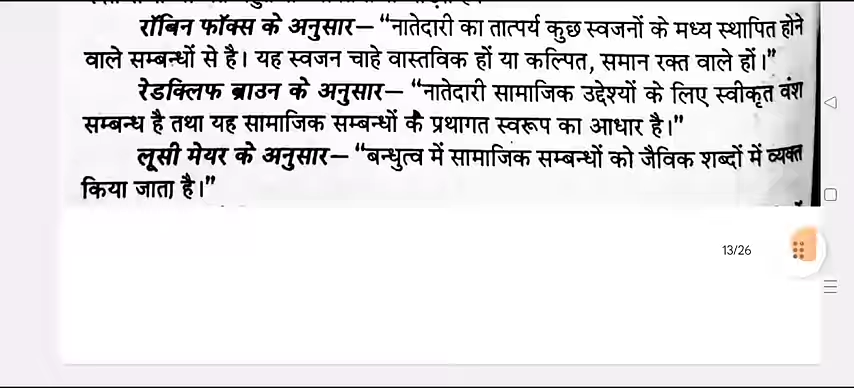 रॉबिन फॉक्स के अनुसार— “नातेदारी का तात्पर्य कुछ स्वजनों के मध्य स्थापित होने
वाले सम्बन्धों से है। यह स्वजन चाहे वास्तविक हों या कल्पित, समान रक्त वाले हों।”
रेडक्लिफ ब्राउन के अनुसार— “नातेदारी सामाजिक उद्देश्यों के लिए स्वीकृत वंश
सम्बन्ध है तथा यह सामाजिक सम्बन्धों के प्रथागत स्वरूप का आधार है।”
लूसी मेयर के अनुसार— “बन्धुत्व में सामाजिक सम्बन्धों को जैविक शब्दों में व्यक्त
किया जाता है।”
13/26